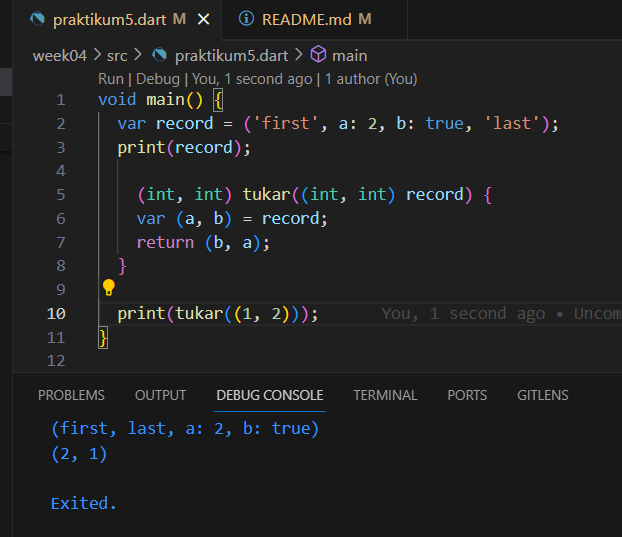 praktikum5.dart M × README.md M
week04 > src > praktikum5.dart > main
Run | Debug | You, 1 second ago | 1 author (You)
1 void main() {
2 var record = ('first', a: 2, b: true, 'last');
3 print(record);
4
5 (int, int) tukar((int, int) record) {
6 var (a, b) = record;
7 return (b, a);
8 }
9
10 print(tukar((1, 2))); You, 1 second ago • Uncom
11 }
12
PROBLEMS OUTPUT DEBUG CONSOLE TERMINAL PORTS GITLENS
(first, last, a: 2, b: true)
(2, 1)
Exited.